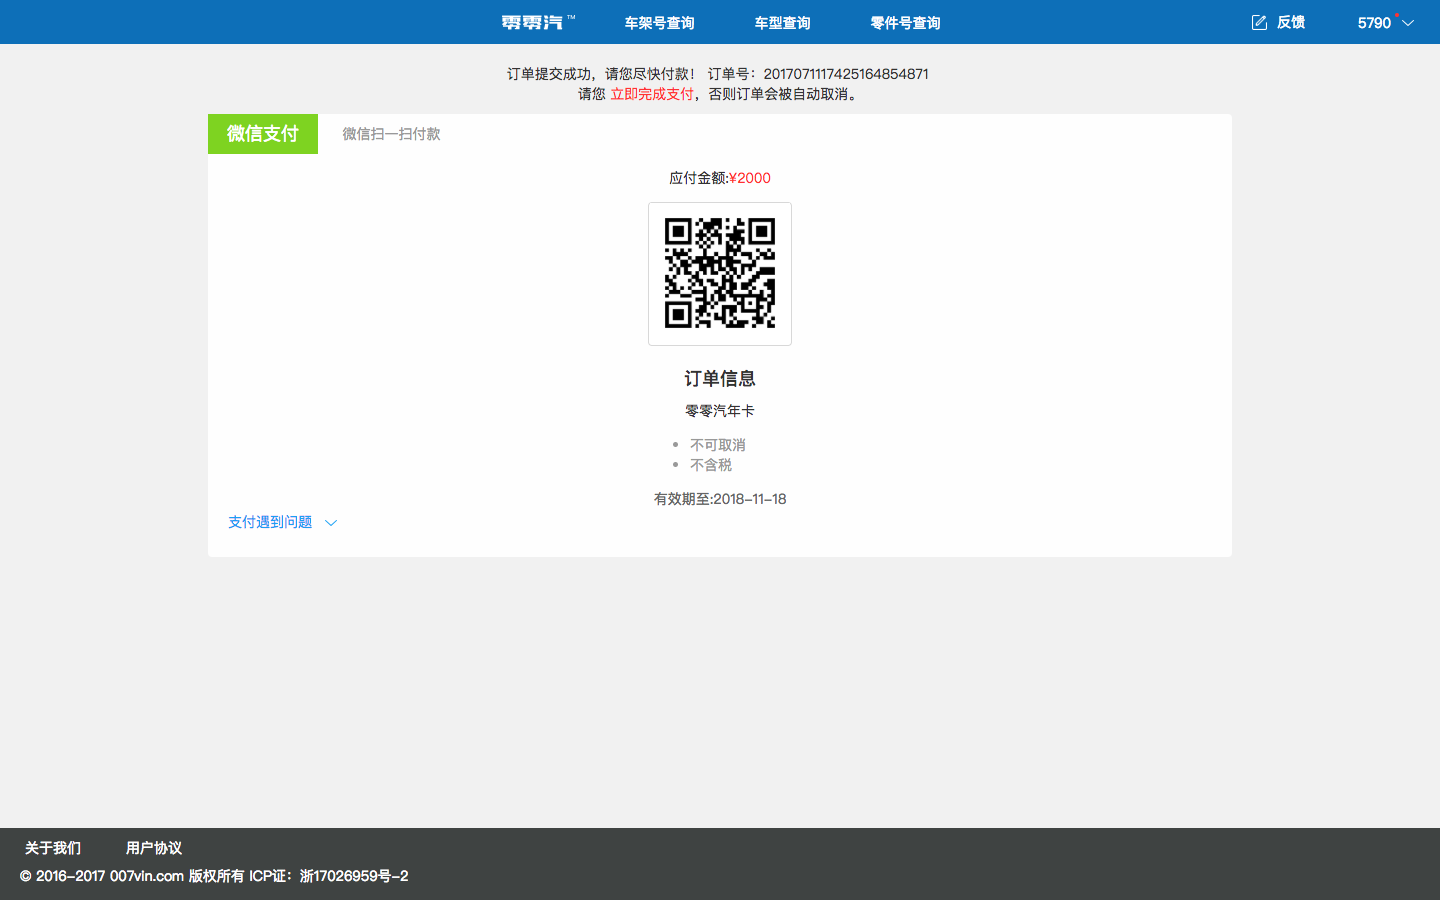 零零汽™ 车架号查询 车型查询 零件号查询 反馈 5790
订单提交成功，请您尽快付款！ 订单号：2017071117425164854871
请您 立即完成支付，否则订单会被自动取消。
微信支付 微信扫一扫付款
应付金额:¥2000
订单信息
零零汽年卡
不可取消
不含税
有效期至:2018-11-18
支付遇到问题
关于我们 用户协议
© 2016-2017 007vin.com 版权所有 ICP证：浙17026959号-2